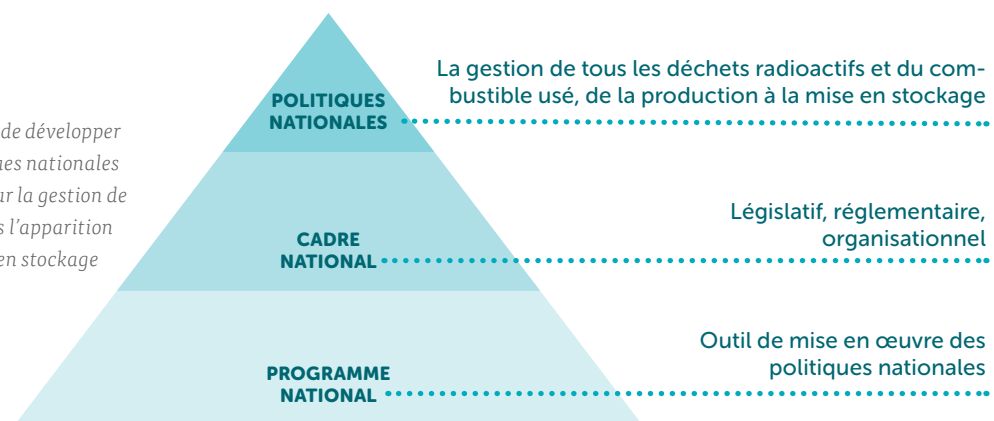 de développer
nationales
la gestion de
l'apparition
en stockage
POLITIQUES
NATIONALES
La gestion de tous les déchets radioactifs et du com-
bustible usé, de la production à la mise en stockage
CADRE
NATIONAL
Législatif, réglementaire,
organisationnel
PROGRAMME
NATIONAL
Outil de mise en œuvre des
politiques nationales